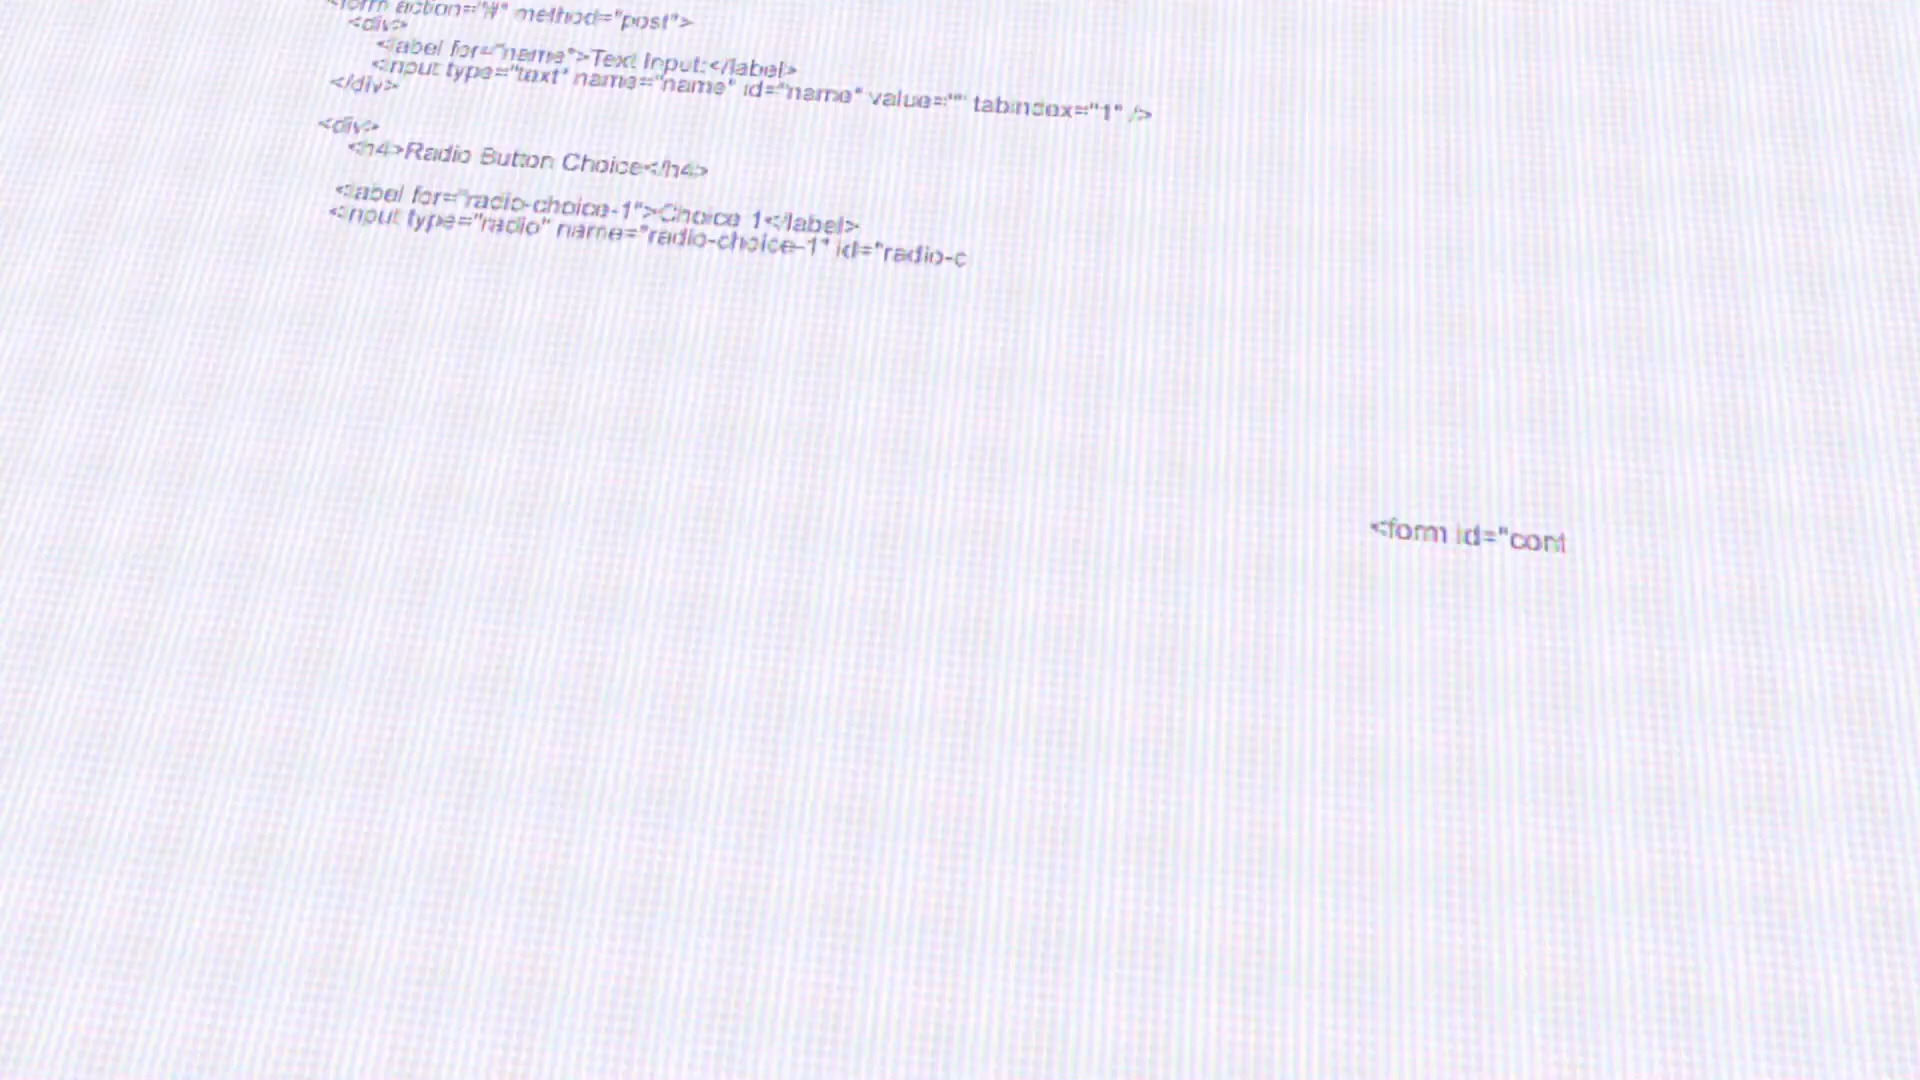 <form action="#" method="post">
<div>
<label for="name">Text Input:</label>
<input type="text" name="name" id="name" value="" tabindex="1" />
</div>
<div>
<h4>Radio Button Choice</h4>
<label for="radio-choice-1">Choice 1</label>
<input type="radio" name="radio-choice-1" id="radio-c
<form id="cont